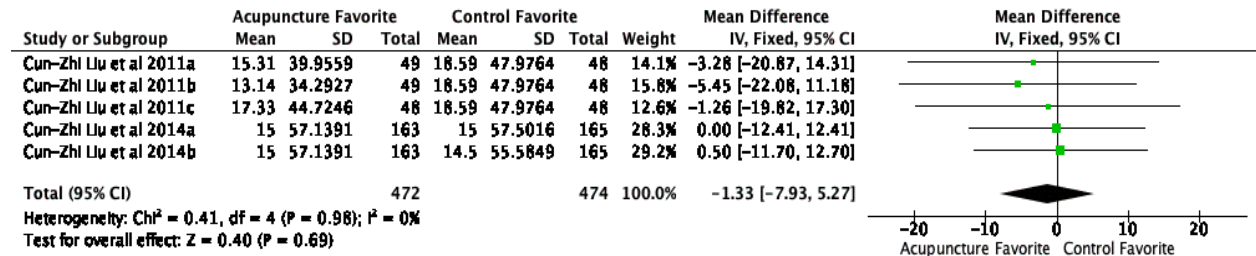 Acupuncture Favorite Control Favorite Mean Difference Mean Difference
Study or Subgroup Mean SD Total Mean SD Total Weight IV, Fixed, 95% CI IV, Fixed, 95% CI
Cun-Zhi Liu et al 2011a 15.31 39.9559 49 18.59 47.9764 48 14.1% -3.28 [-20.87, 14.31]
Cun-Zhi Liu et al 2011b 13.14 34.2927 49 18.59 47.9764 48 15.8% -5.45 [-22.08, 11.18]
Cun-Zhi Liu et al 2011c 17.33 44.7246 48 18.59 47.9764 48 12.6% -1.26 [-19.82, 17.30]
Cun-Zhi Liu et al 2014a 15 57.1391 163 15 57.5016 165 28.3% 0.00 [-12.41, 12.41]
Cun-Zhi Liu et al 2014b 15 57.1391 163 14.5 55.5849 165 29.2% 0.50 [-11.70, 12.70]
Total (95% CI) 472 474 100.0% -1.33 [-7.93, 5.27]
Heterogeneity: Chi² = 0.41, df = 4 (P = 0.98); I² = 0%
Test for overall effect: Z = 0.40 (P = 0.69)
-20 -10 0 10 20
Acupuncture Favorite Control Favorite